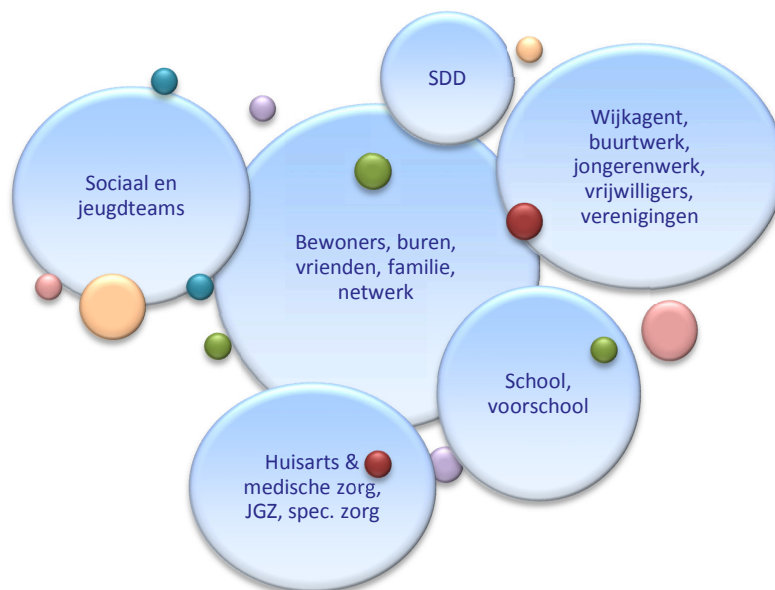 SDD
Wijkagent,
buurtwerk,
jongerenwerk,
vrijwilligers,
verenigingen
Sociaal en
jeugdteams
Bewoners, buren,
vrienden, familie,
netwerk
School,
voorschool
Huisarts &
medische zorg,
JGZ, spec. zorg